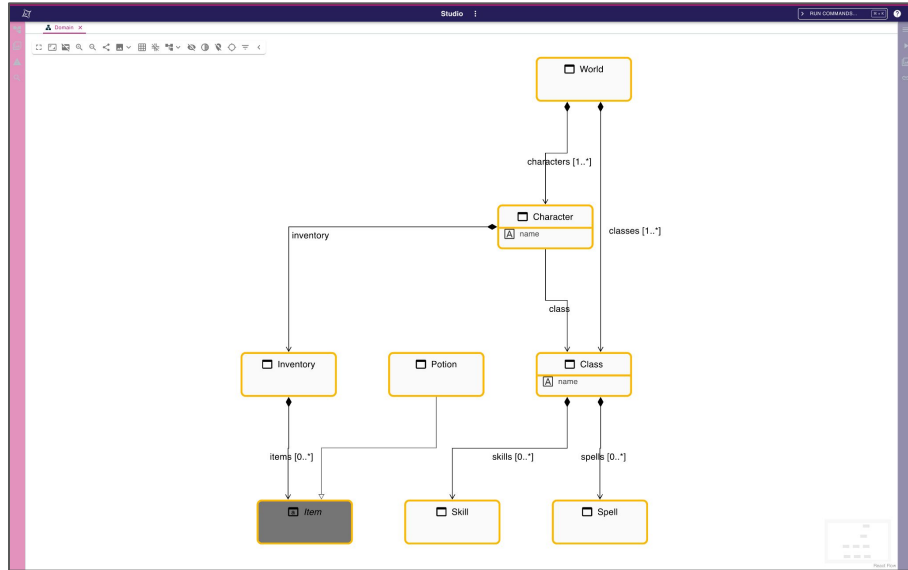 Studio
RUN COMMANDS...
Domain
World
characters [1..*]
Character
A name
inventory
classes [1..*]
class
Inventory
Potion
Class
A name
items [0..*]
skills [0..*]
spells [0..*]
Item
Skill
Spell
React Flow